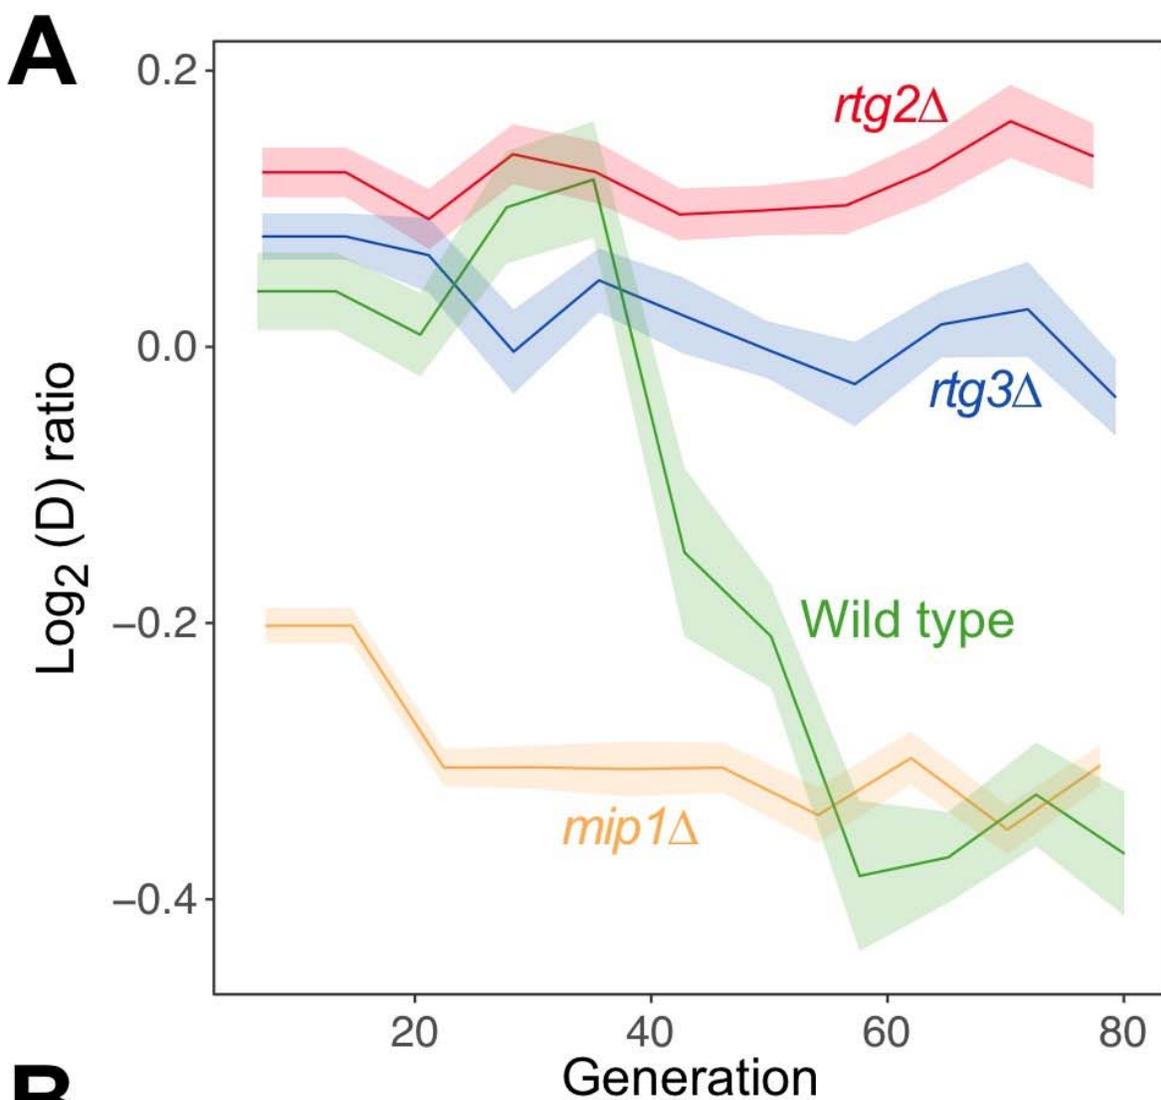 A
0.2
rtg2Δ
0.0
rtg3Δ
Log₂ (D) ratio
−0.2
Wild type
mip1Δ
−0.4
20 40 60 80
Generation
B